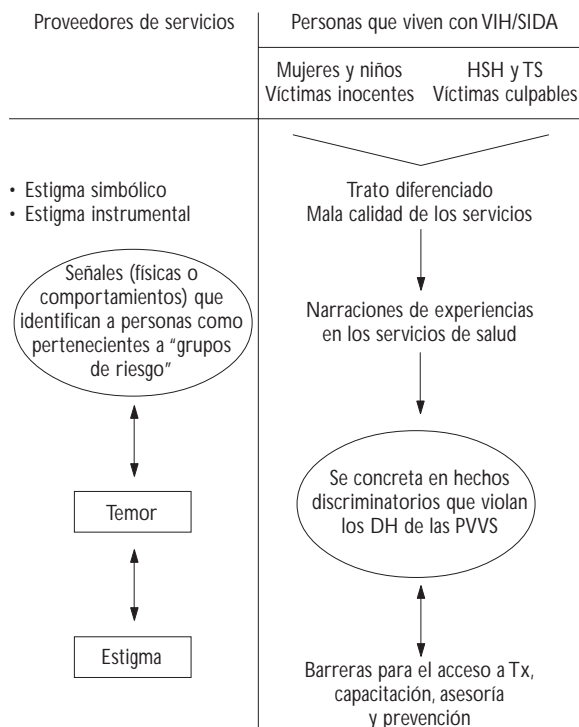 Proveedores de servicios
Personas que viven con VIH/SIDA
Mujeres y niños
Víctimas inocentes
HSH y TS
Víctimas culpables
• Estigma simbólico
• Estigma instrumental
Señales (físicas o
comportamientos) que
identifican a personas como
pertenecientes a "grupos
de riesgo"
Temor
Estigma
Trato diferenciado
Mala calidad de los servicios
Narraciones de experiencias
en los servicios de salud
Se concreta en hechos
discriminatorios que violan
los DH de las PVVS
Barreras para el acceso a Tx,
capacitación, asesoría
y prevención